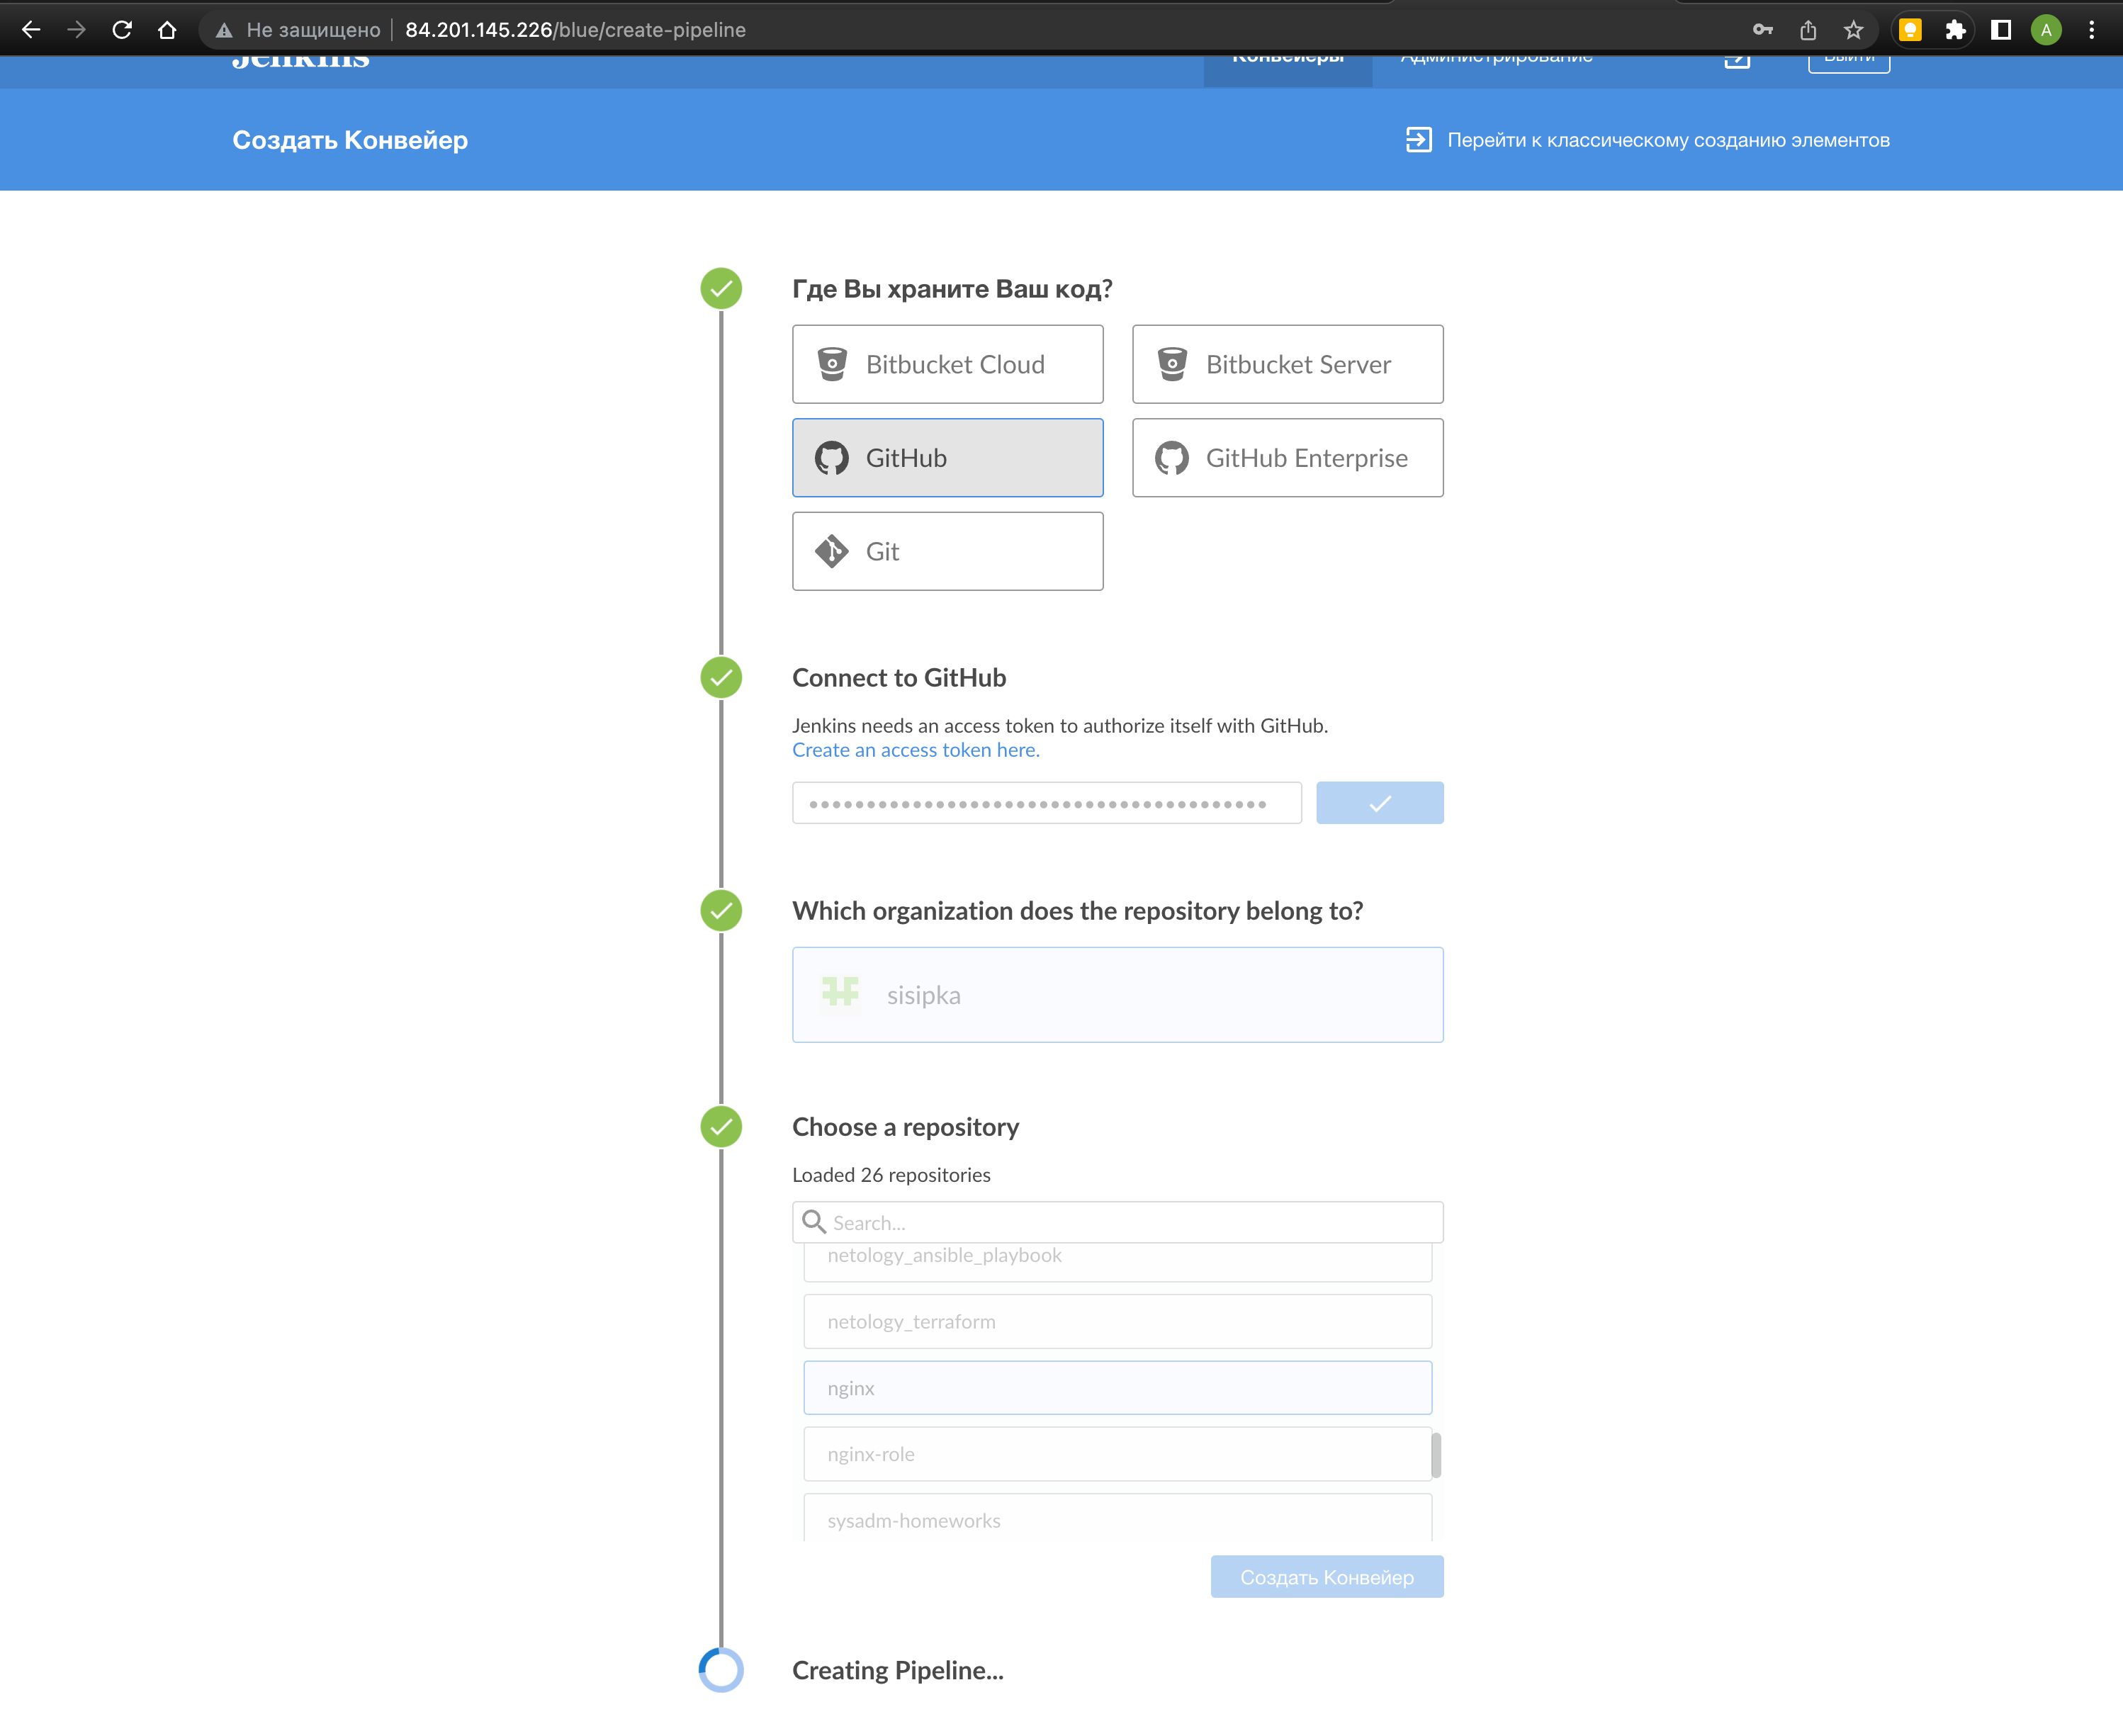 Не защищено 84.201.145.226/blue/create-pipeline
A
Jenkins Конвейеры Администрирование Выйти
Создать Конвейер Перейти к классическому созданию элементов
Где Вы храните Ваш код?
Bitbucket Cloud Bitbucket Server
GitHub GitHub Enterprise
Git
Connect to GitHub
Jenkins needs an access token to authorize itself with GitHub.
Create an access token here.
Which organization does the repository belong to?
sisipka
Choose a repository
Loaded 26 repositories
Search...
netology_ansible_playbook
netology_terraform
nginx
nginx-role
sysadm-homeworks
Создать Конвейер
Creating Pipeline...